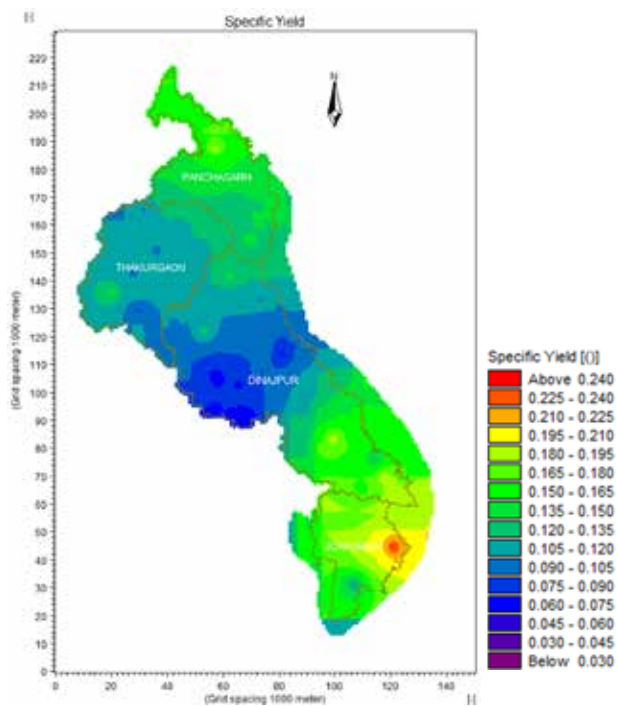 [-]
Specific Yield
220
210
200
190
180
170
160
150
140
130
120
110
100
90
80
70
60
50
40
30
20
10
0
(Grid spacing 1000 meter)
N
PANCHAGARH
THAKURGAON
DINAJPUR
0 20 40 60 80 100 120 140
(Grid spacing 1000 meter)
[-]
Specific Yield [()]
Above 0.240
0.225 - 0.240
0.210 - 0.225
0.195 - 0.210
0.180 - 0.195
0.165 - 0.180
0.150 - 0.165
0.135 - 0.150
0.120 - 0.135
0.105 - 0.120
0.090 - 0.105
0.075 - 0.090
0.060 - 0.075
0.045 - 0.060
0.030 - 0.045
Below 0.030